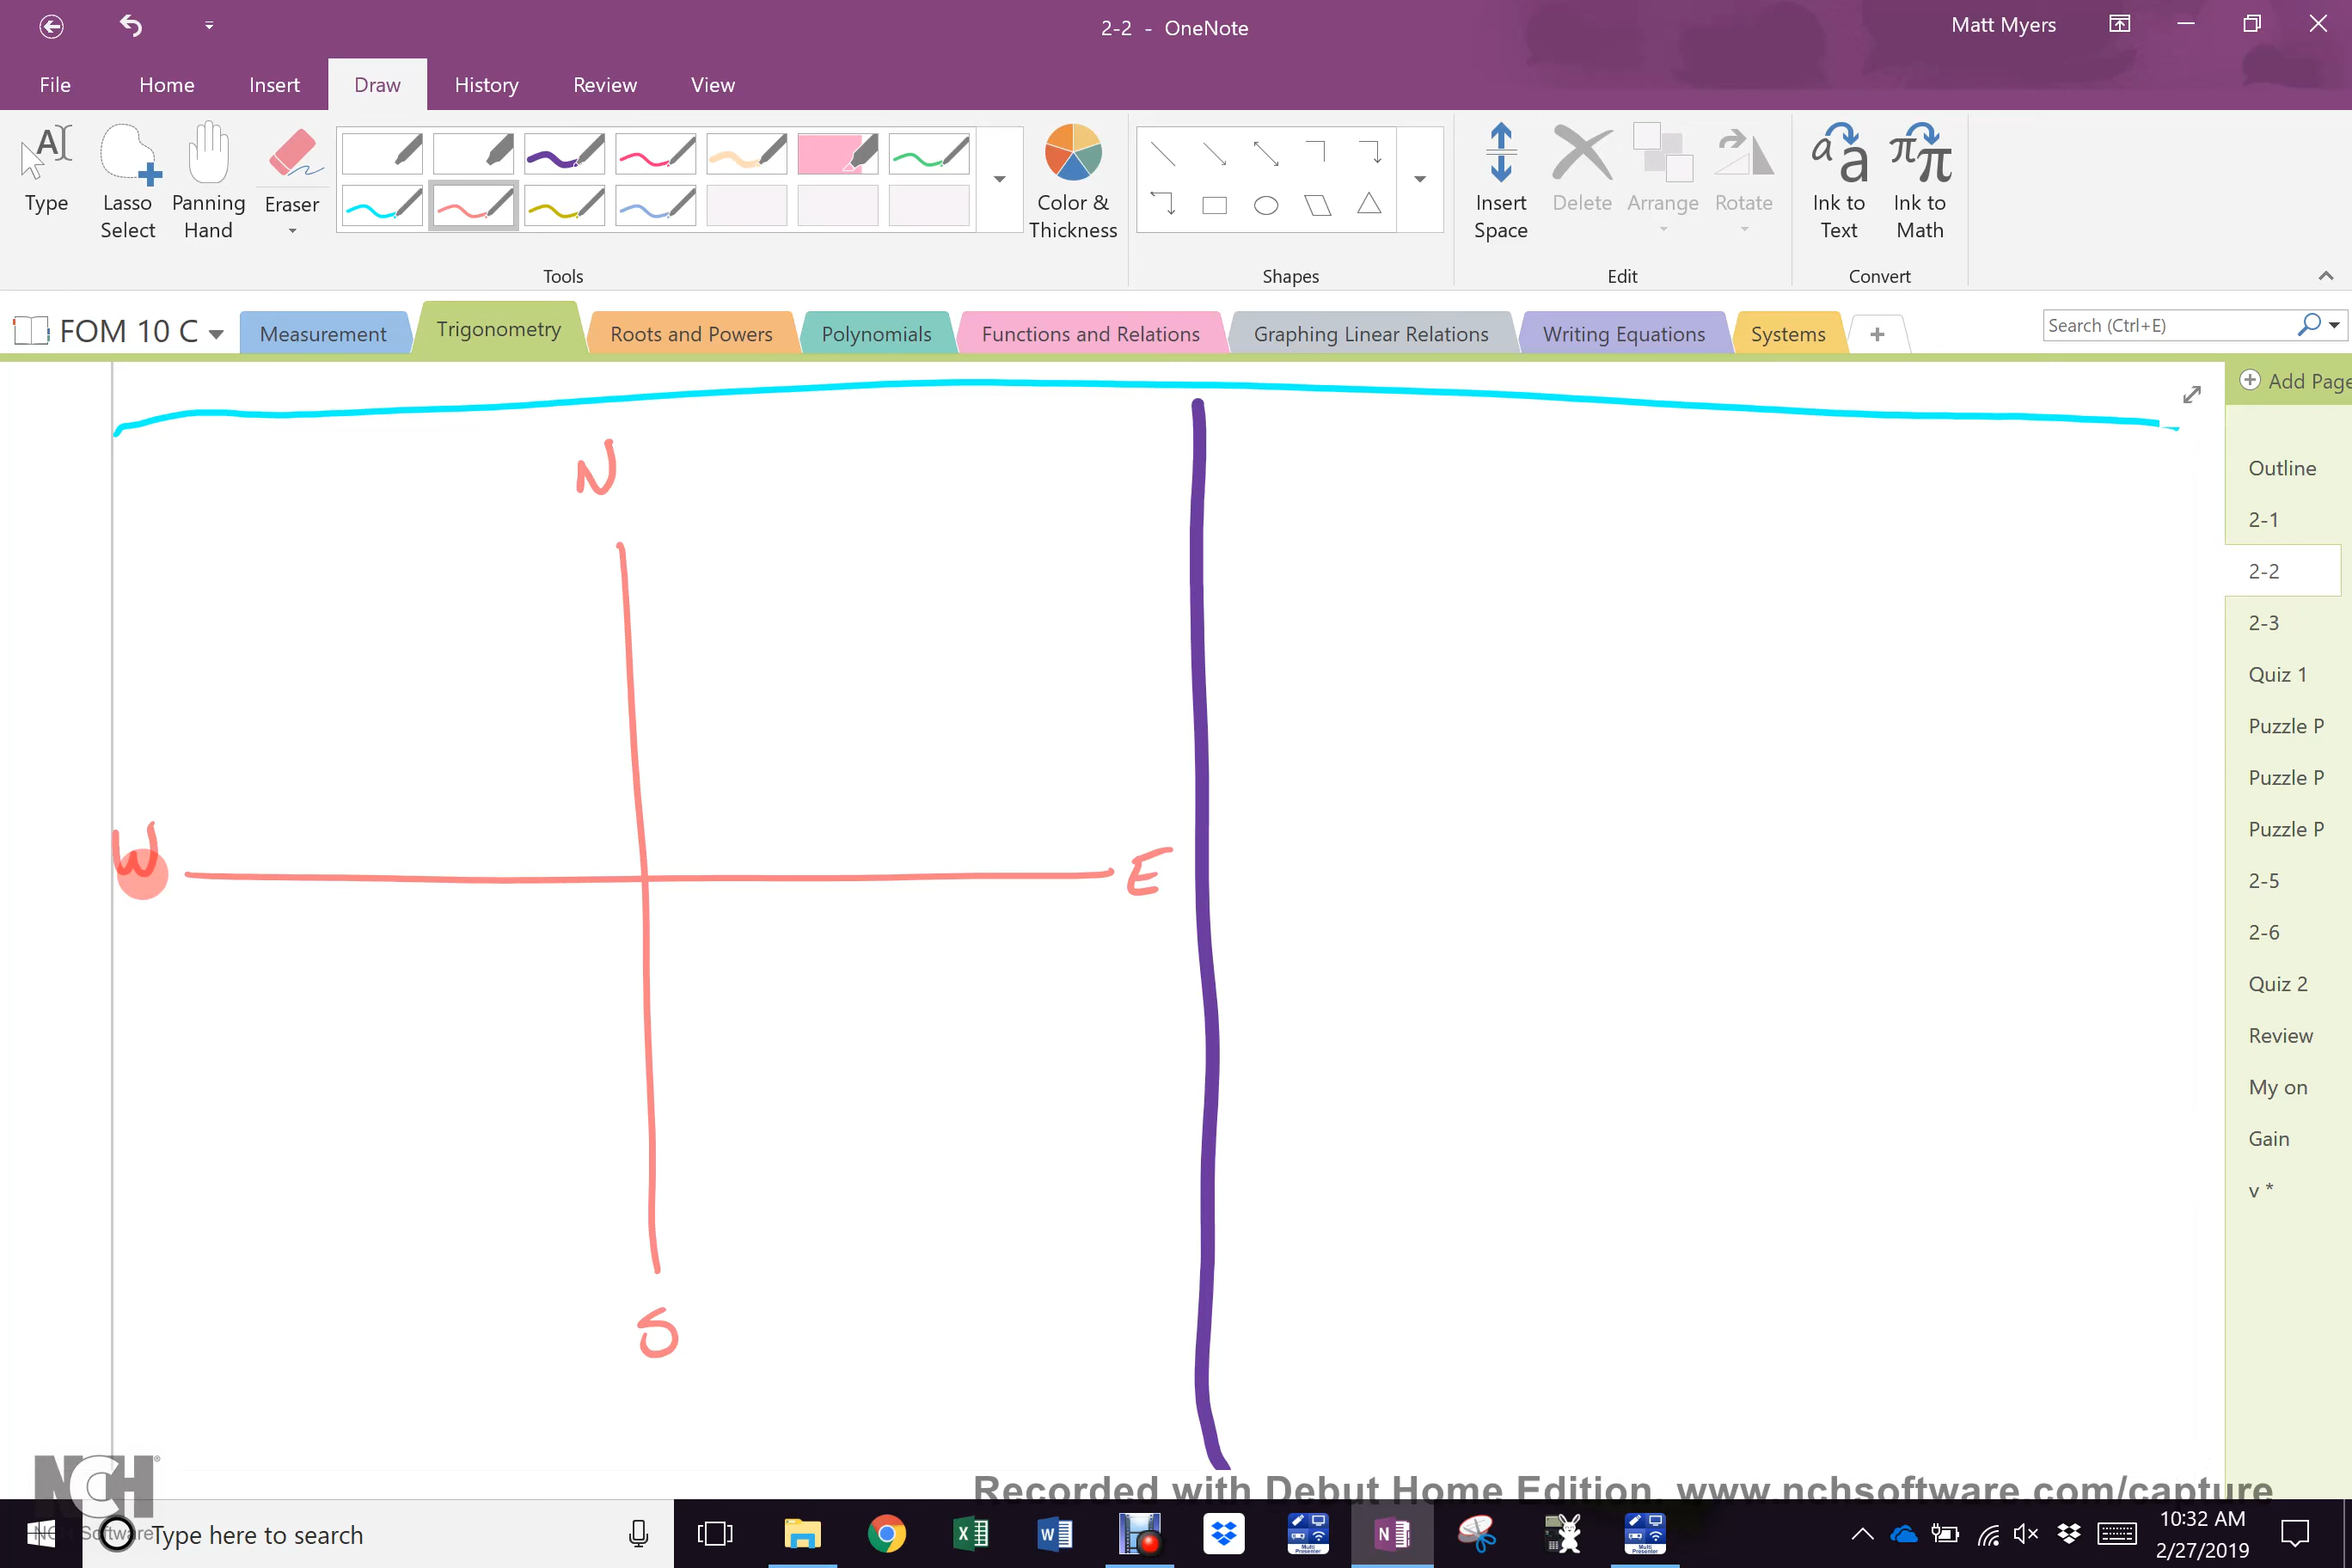 2-2 - OneNote
Matt Myers
File Home Insert Draw History Review View
Type
Lasso Select
Panning Hand
Eraser
Color & Thickness
Insert Space
Delete
Arrange
Rotate
Ink to Text
Ink to Math
Tools
Shapes
Edit
Convert
FOM 10 C
Measurement
Trigonometry
Roots and Powers
Polynomials
Functions and Relations
Graphing Linear Relations
Writing Equations
Systems
Search (Ctrl+E)
Add Page
N
W
E
S
Outline
2-1
2-2
2-3
Quiz 1
Puzzle P
Puzzle P
Puzzle P
2-5
2-6
Quiz 2
Review
My on
Gain
v *
NCH®
NCH Software
Recorded with Debut Home Edition. www.nchsoftware.com/capture
Type here to search
10:32 AM
2/27/2019